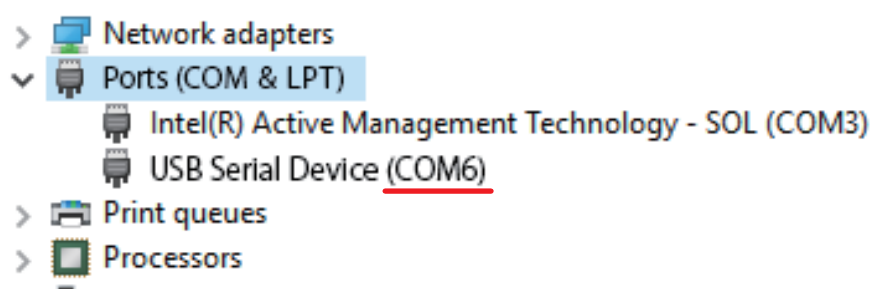 Network adapters
Ports (COM & LPT)
Intel(R) Active Management Technology - SOL (COM3)
USB Serial Device (COM6)
Print queues
Processors